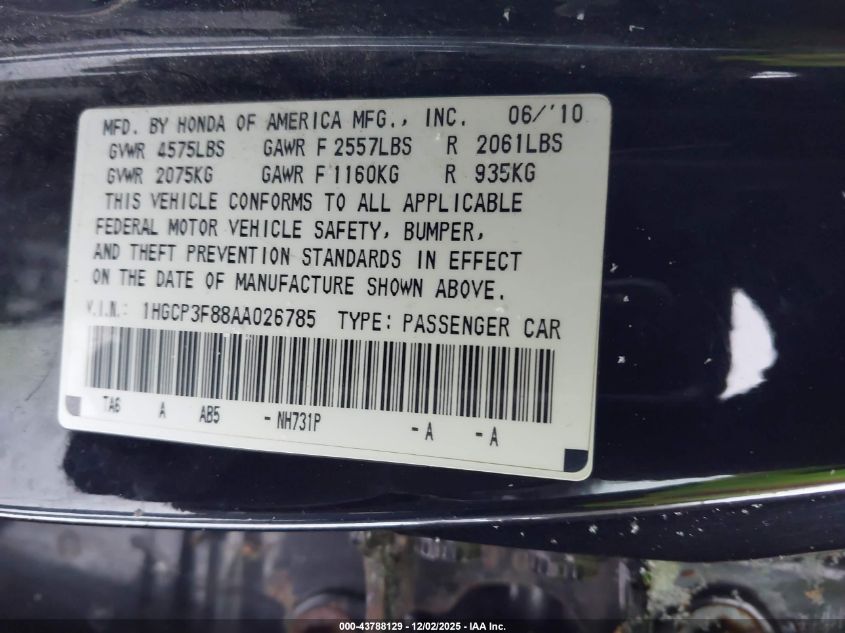 MFD. BY HONDA OF AMERICA MFG., INC. 06/'10
GVWR 4575LBS GAWR F 2557LBS R 2061LBS
GVWR 2075KG GAWR F 1160KG R 935KG
THIS VEHICLE CONFORMS TO ALL APPLICABLE
FEDERAL MOTOR VEHICLE SAFETY, BUMPER,
AND THEFT PREVENTION STANDARDS IN EFFECT
ON THE DATE OF MANUFACTURE SHOWN ABOVE.
V.I.N.: 1HGCP3F88AA026785 TYPE: PASSENGER CAR
TA6 A AB5 - NH731P - A - A
000-43788129 - 12/02/2025 - IAA Inc.